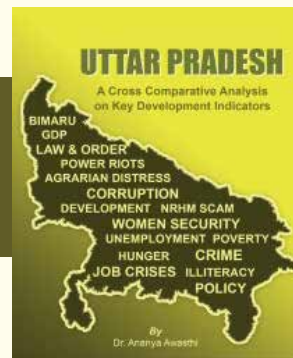 UTTAR PRADESH
A Cross Comparative Analysis
on Key Development Indicators
BIMARU
GDP
LAW & ORDER
POWER RIOTS
AGRARIAN DISTRESS
CORRUPTION
DEVELOPMENT NRHM SCAM
WOMEN SECURITY
UNEMPLOYMENT POVERTY
HUNGER CRIME
JOB CRISES ILLITERACY
POLICY
By
Dr. Ananya Awasthi